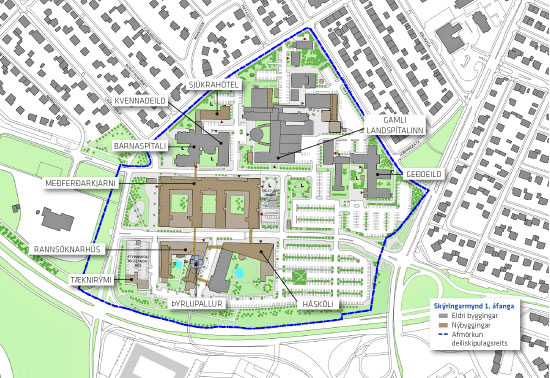 SJÚKRAHÓTEL
KVENNADEILD
GAMLI
LANDSPÍTALINN
BARNASPÍTALI
GEÐDEILD
MEÐFERÐARKJARNI
RANNSÓKNARHÚS
TÆKNIRÝMI
ÞYRLUPALLUR
HÁSKÓLI
Skýringarmynd 1. áfanga
Eldri byggingar
Nýbyggingar
Afmörkun
deiliskipulagsreits